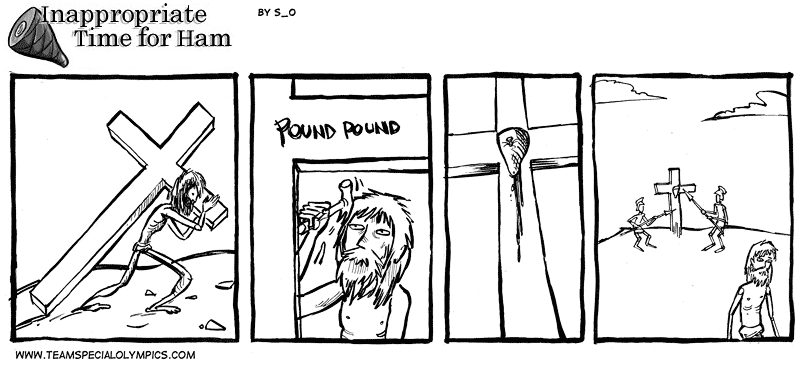 Inappropriate
Time for Ham
BY S_O
POUND POUND
WWW.TEAMSPECIALOLYMPICS.COM